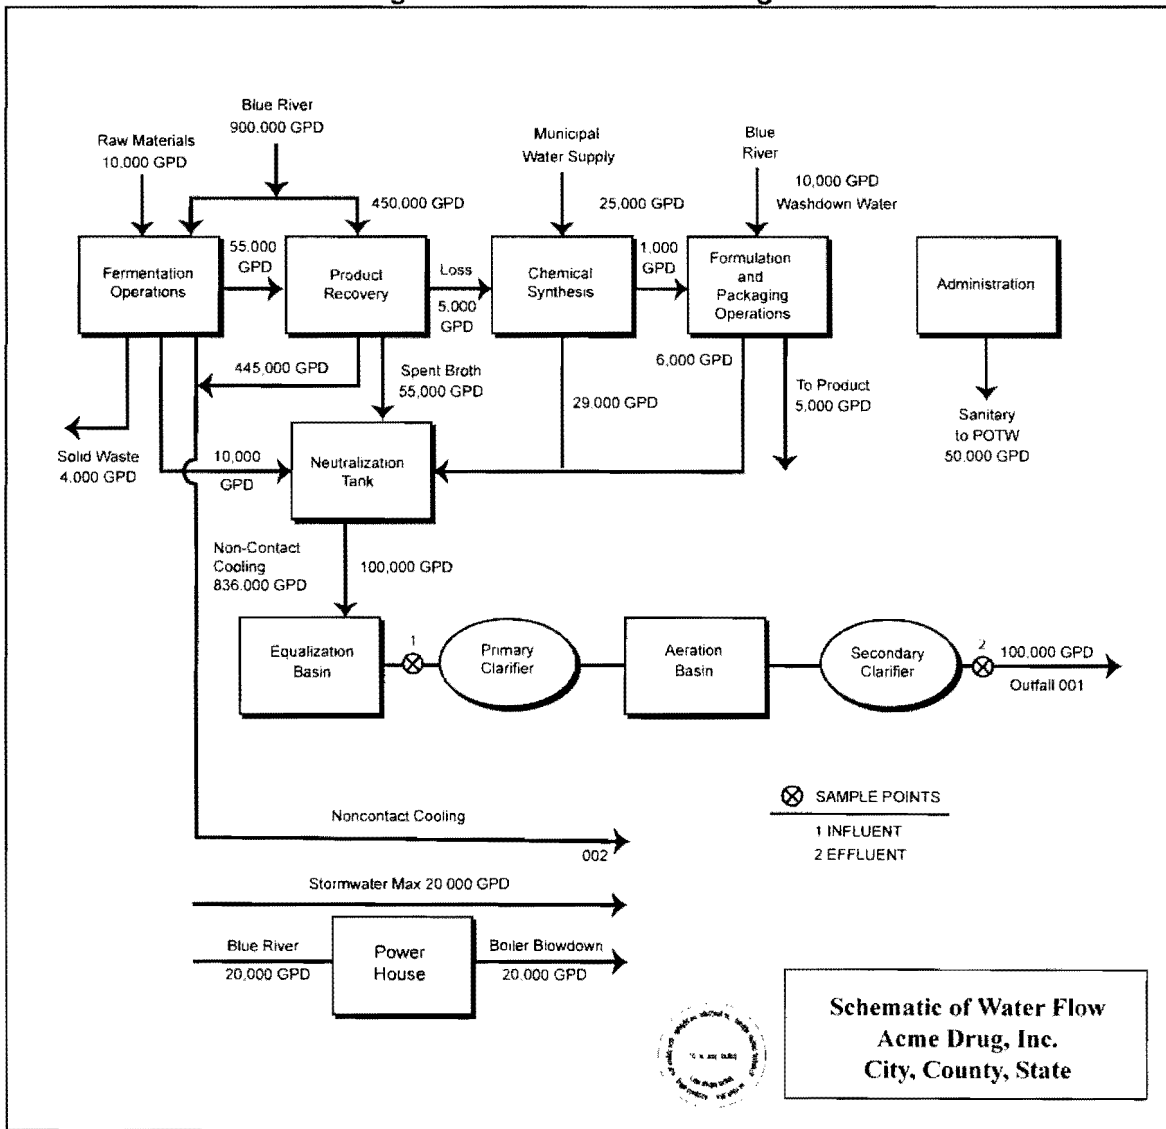 Blue River
900.000 GPD
Raw Materials
10.000 GPD
Municipal
Water Supply
Blue
River
10,000 GPD
Washdown Water
450,000 GPD
25,000 GPD
Fermentation
Operations
55.000
GPD
Product
Recovery
Loss
5.000
GPD
Chemical
Synthesis
1,000
GPD
Formulation
and
Packaging
Operations
Administration
445,000 GPD
Spent Broth
55,000 GPD
29.000 GPD
6,000 GPD
To Product
5,000 GPD
Sanitary
to POTW
50.000 GPD
Solid Waste
4.000 GPD
10,000
GPD
Neutralization
Tank
Non-Contact
Cooling
836.000 GPD
100,000 GPD
Equalization
Basin
1
Primary
Clarifier
Aeration
Basin
Secondary
Clarifier
2
100,000 GPD
Outfall 001
SAMPLE POINTS
1 INFLUENT
2 EFFLUENT
Noncontact Cooling
002
Stormwater Max 20 000 GPD
Blue River
20,000 GPD
Power
House
Boiler Blowdown
20.000 GPD
Schematic of Water Flow
Acme Drug, Inc.
City, County, State